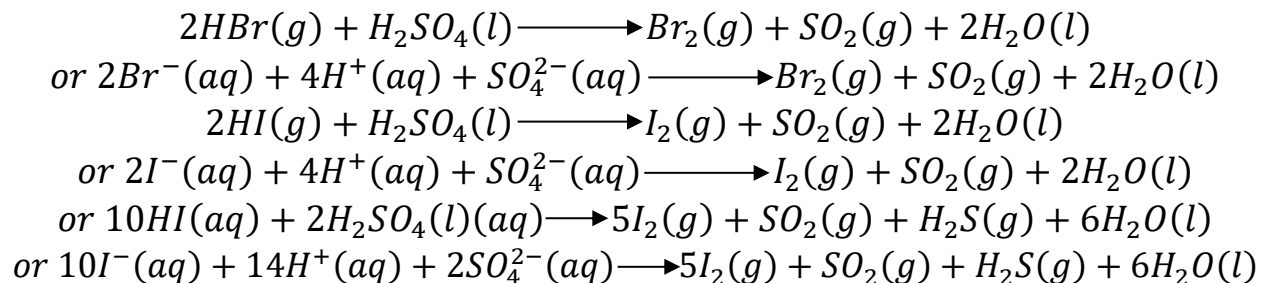 2HBr(g) + H₂SO₄(l) ⟶ Br₂(g) + SO₂(g) + 2H₂O(l)
or 2Br⁻(aq) + 4H⁺(aq) + SO₄²⁻(aq) ⟶ Br₂(g) + SO₂(g) + 2H₂O(l)
2HI(g) + H₂SO₄(l) ⟶ I₂(g) + SO₂(g) + 2H₂O(l)
or 2I⁻(aq) + 4H⁺(aq) + SO₄²⁻(aq) ⟶ I₂(g) + SO₂(g) + 2H₂O(l)
or 10HI(aq) + 2H₂SO₄(l)(aq) ⟶ 5I₂(g) + SO₂(g) + H₂S(g) + 6H₂O(l)
or 10I⁻(aq) + 14H⁺(aq) + 2SO₄²⁻(aq) ⟶ 5I₂(g) + SO₂(g) + H₂S(g) + 6H₂O(l)